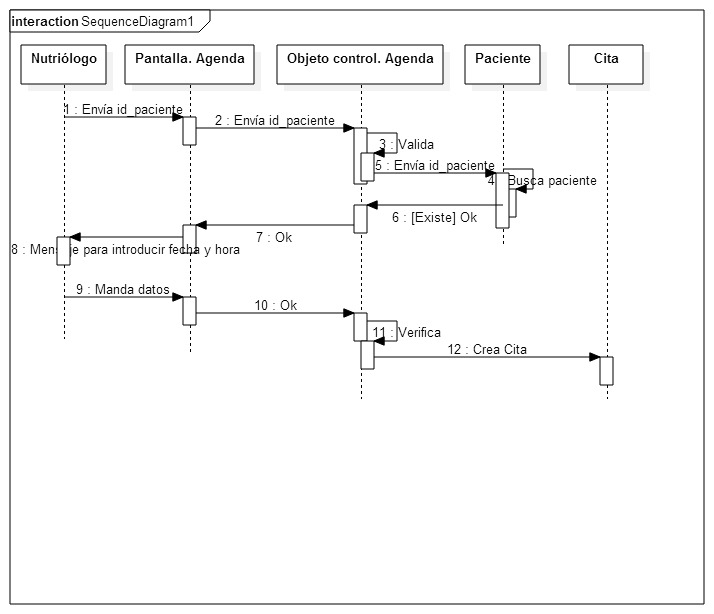 interaction SequenceDiagram1
Nutriólogo
Pantalla. Agenda
Objeto control. Agenda
Paciente
Cita
1 : Envía id_paciente
2 : Envía id_paciente
3 : Valida
5 : Envía id_paciente
4 : Busca paciente
6 : [Existe] Ok
7 : Ok
8 : Mensaje para introducir fecha y hora
9 : Manda datos
10 : Ok
11 : Verifica
12 : Crea Cita